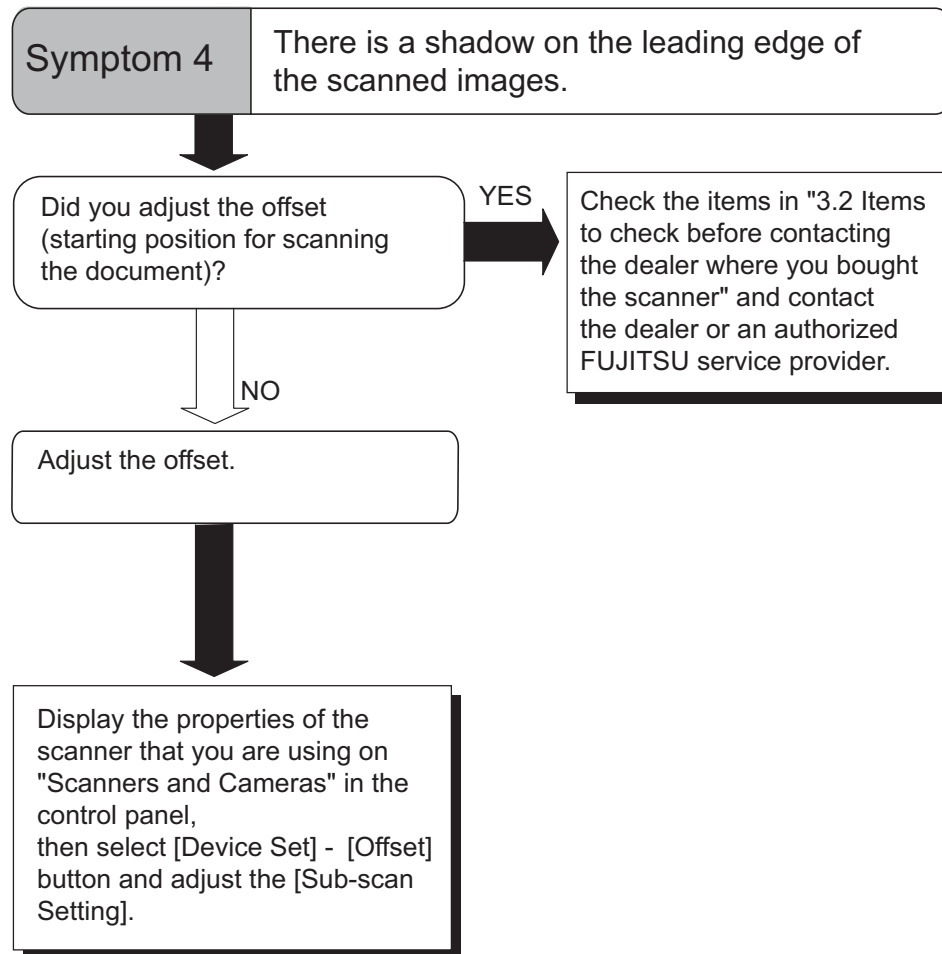 Symptom 4
There is a shadow on the leading edge of
the scanned images.
Did you adjust the offset
(starting position for scanning
the document)?
YES
Check the items in "3.2 Items
to check before contacting
the dealer where you bought
the scanner" and contact
the dealer or an authorized
FUJITSU service provider.
NO
Adjust the offset.
Display the properties of the
scanner that you are using on
"Scanners and Cameras" in the
control panel,
then select [Device Set] - [Offset]
button and adjust the [Sub-scan
Setting].